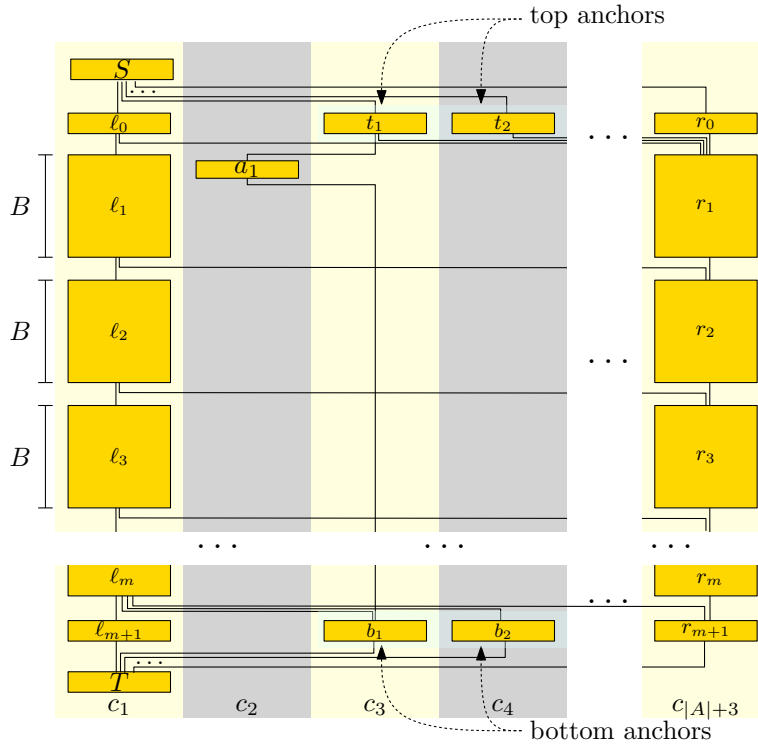 top anchors
S
. . .
ℓ₀ t₁ t₂ . . . r₀
a₁
B ℓ₁ r₁
B ℓ₂ . . . r₂
B ℓ₃ r₃
. . . . . . . . .
ℓₘ . . . rₘ
ℓₘ₊₁ b₁ b₂ rₘ₊₁
. . .
T
c₁ c₂ c₃ c₄ c_{|A|+3}
bottom anchors